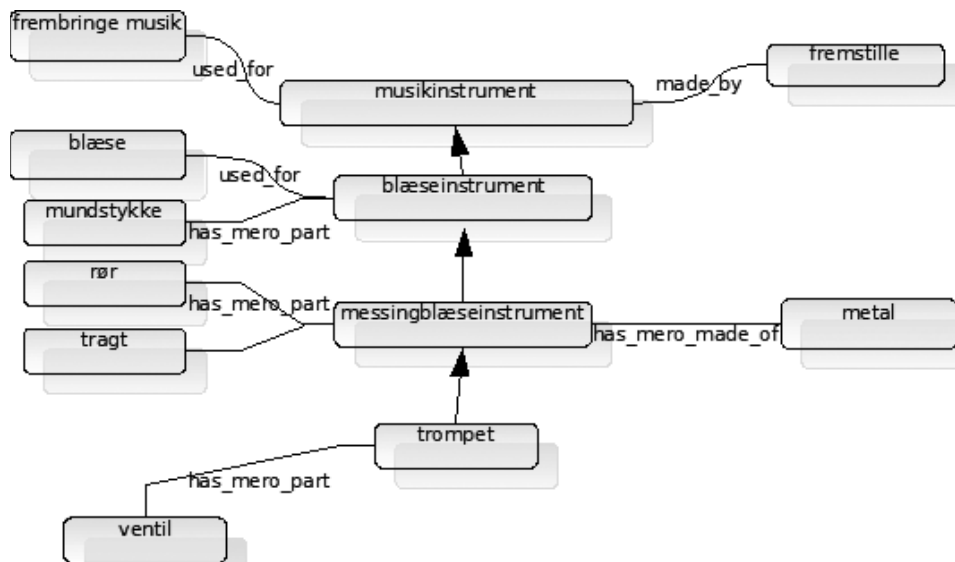 frembringe musik
used_for
musikinstrument
made_by
fremstille
blæse
used_for
blæseinstrument
mundstykke
has_mero_part
rør
has_mero_part
messingblæseinstrument
has_mero_made_of
metal
tragt
trompet
has_mero_part
ventil